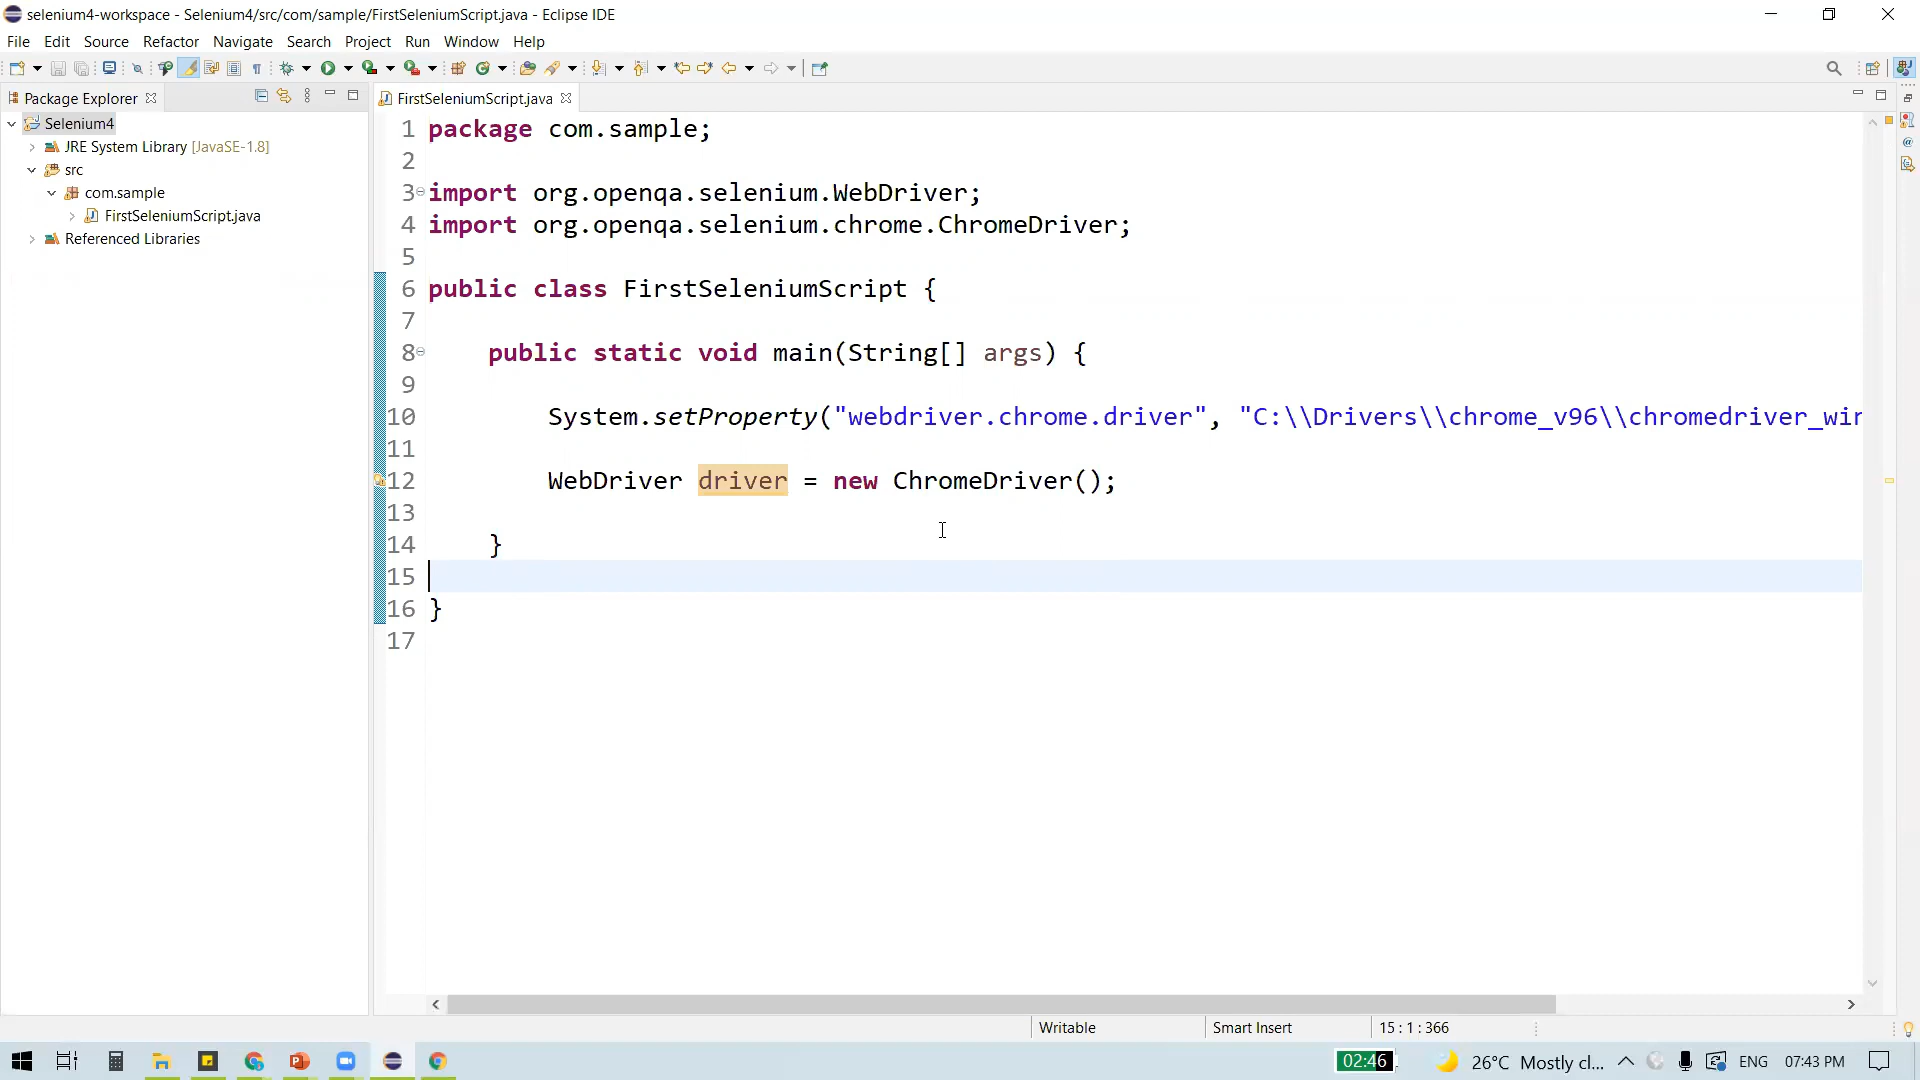 selenium4-workspace - Selenium4/src/com/sample/FirstSeleniumScript.java - Eclipse IDE
File Edit Source Refactor Navigate Search Project Run Window Help
Package Explorer
FirstSeleniumScript.java
Selenium4
JRE System Library [JavaSE-1.8]
src
com.sample
FirstSeleniumScript.java
Referenced Libraries
1 package com.sample;
2
3 import org.openqa.selenium.WebDriver;
4 import org.openqa.selenium.chrome.ChromeDriver;
5
6 public class FirstSeleniumScript {
7
8 public static void main(String[] args) {
9
10 System.setProperty("webdriver.chrome.driver", "C:\\Drivers\\chrome_v96\\chromedriver_win
11
12 WebDriver driver = new ChromeDriver();
13
14 }
15
16 }
17
Writable Smart Insert 15 : 1 : 366
02:46 26°C Mostly cl... ENG 07:43 PM